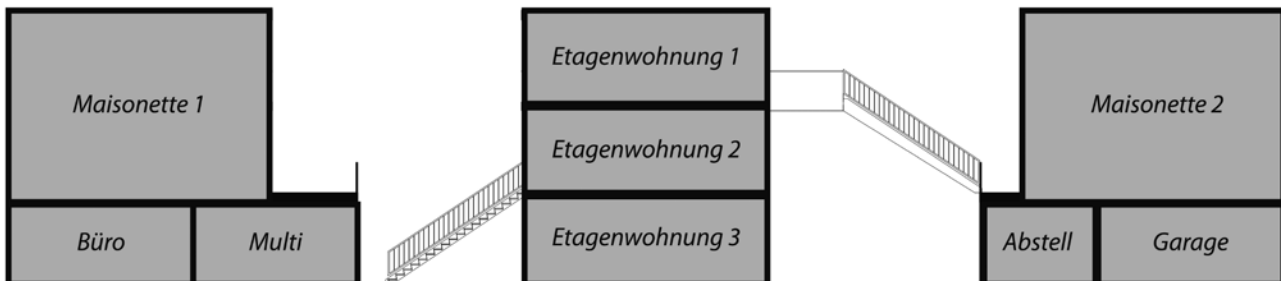 Maisonette 1
Büro
Multi
Etagenwohnung 1
Etagenwohnung 2
Etagenwohnung 3
Maisonette 2
Abstell
Garage